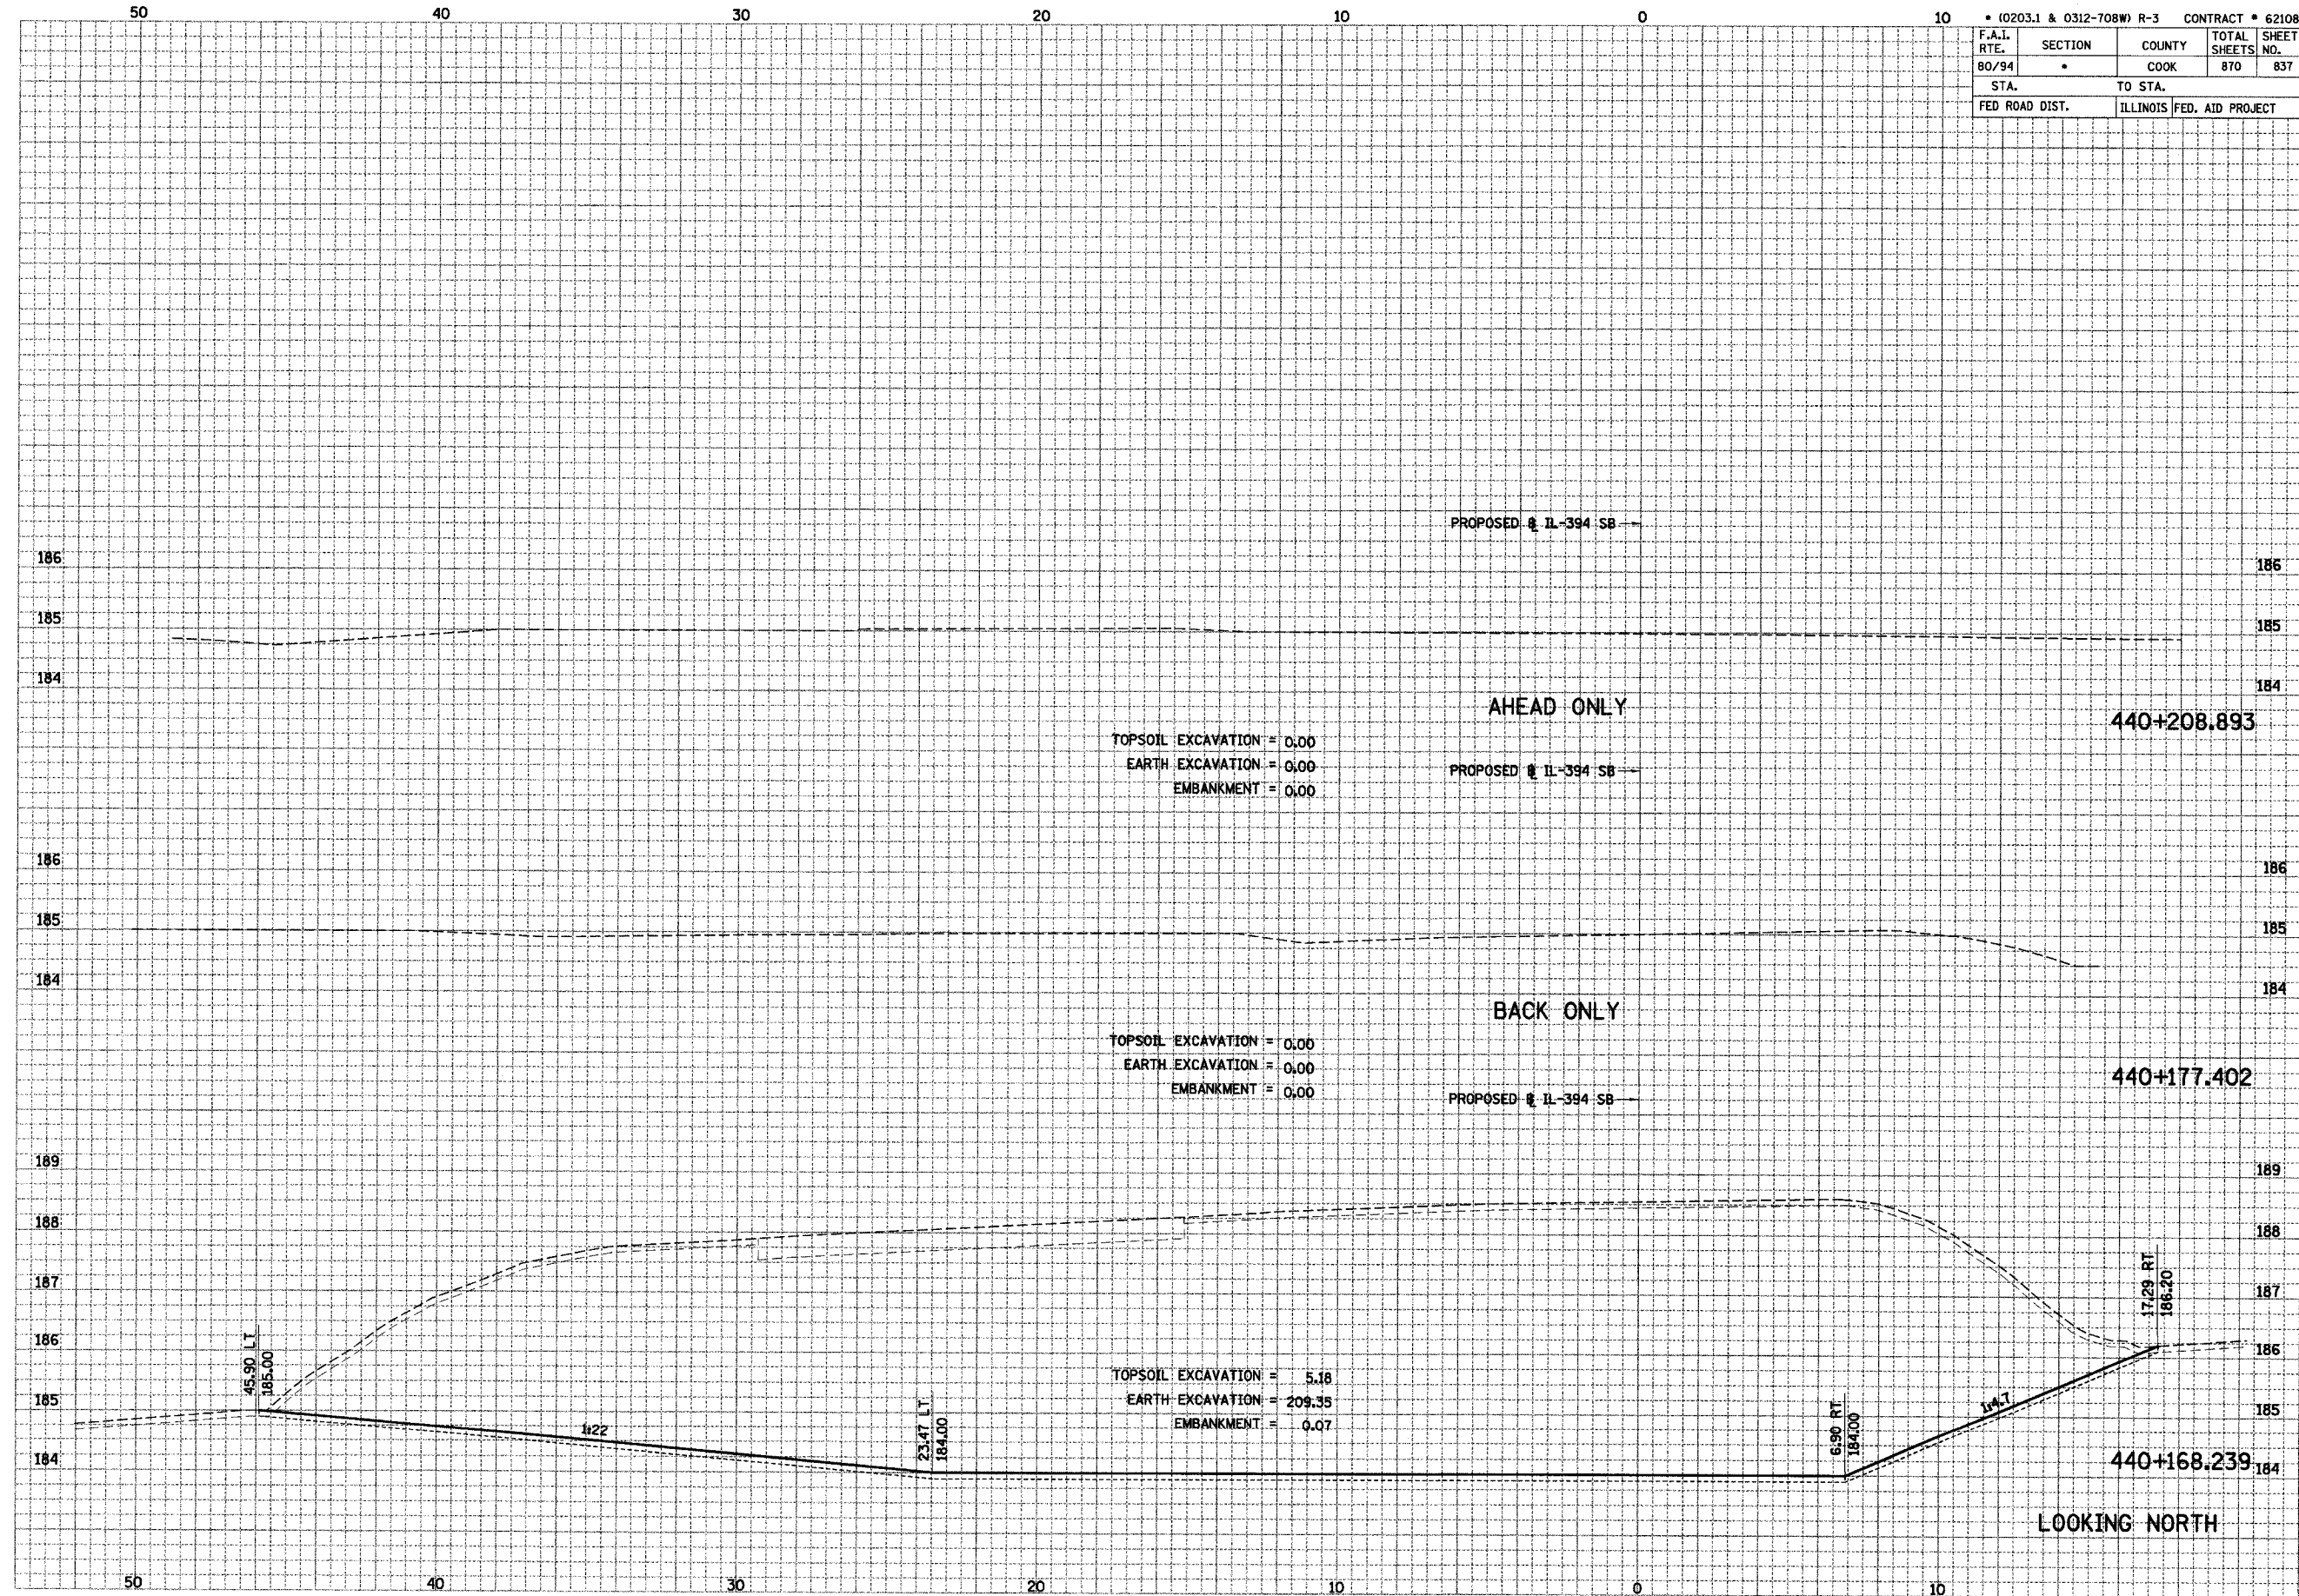 50 40 30 20 10 0 10
* (0203.1 & 0312-708W) R-3 CONTRACT # 62108
F.A.I. RTE. SECTION COUNTY TOTAL SHEETS SHEET NO.
80/94 * COOK 870 837
STA. TO STA.
FED ROAD DIST. ILLINOIS FED. AID PROJECT
PROPOSED ℄ IL-394 SB
186 186
185 185
184 184
AHEAD ONLY
440+208.893
TOPSOIL EXCAVATION = 0.00
EARTH EXCAVATION = 0.00
EMBANKMENT = 0.00
PROPOSED ℄ IL-394 SB
186 186
185 185
184 184
BACK ONLY
TOPSOIL EXCAVATION = 0.00
EARTH EXCAVATION = 0.00
EMBANKMENT = 0.00
440+177.402
PROPOSED ℄ IL-394 SB
189 189
188 188
187 187
17.29 RT
186.20
186 186
45.90 LT
185.00
TOPSOIL EXCAVATION = 5.18
EARTH EXCAVATION = 209.35
EMBANKMENT = 0.07
185 185
1:22
23.47 LT
184.00
6.90 RT
184.00
1:4.7
184 184
440+168.239
LOOKING NORTH
50 40 30 20 10 0 10